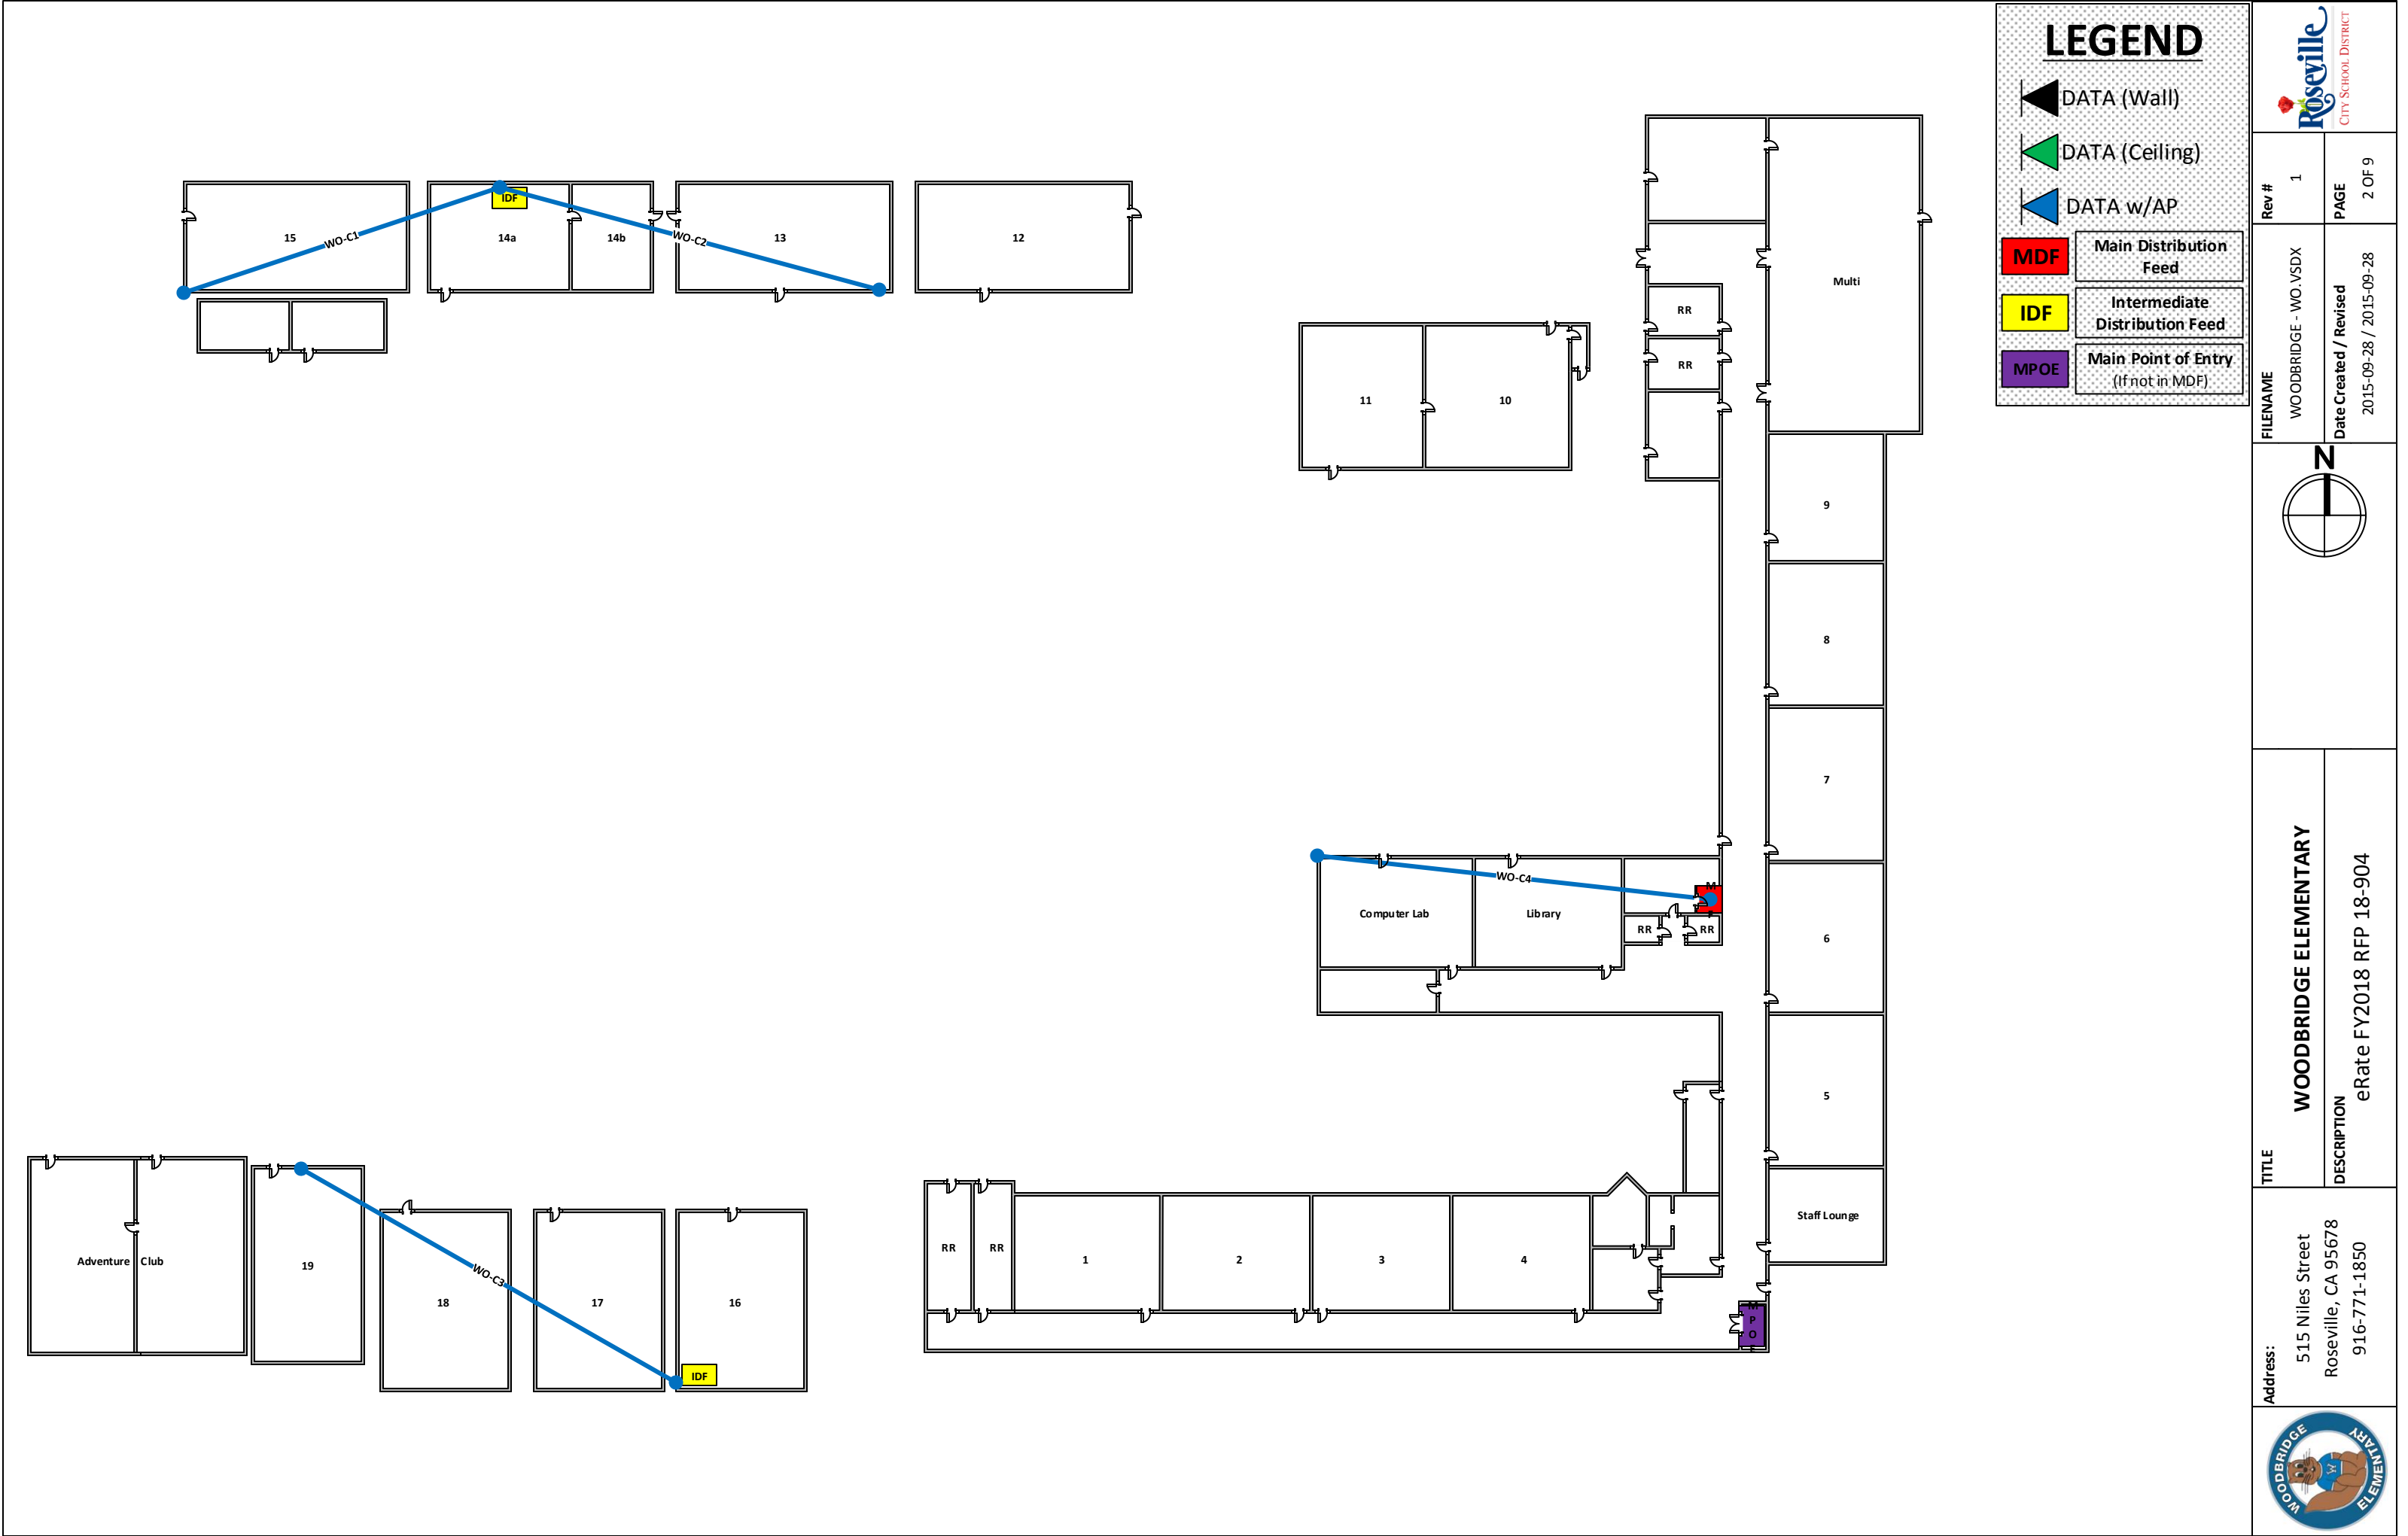 LEGEND
DATA (Wall)
DATA (Ceiling)
DATA w/AP
MDF
Main Distribution
Feed
IDF
Intermediate
Distribution Feed
MPOE
Main Point of Entry
(If not in MDF)
15
WO-C1
IDF
14a
14b
WO-C2
13
12
Multi
RR
RR
11
10
9
8
7
6
5
Staff Lounge
WO-C4
Computer Lab
Library
M
RR
RR
Adventure
Club
19
18
WO-C3
17
16
IDF
RR
RR
1
2
3
4
M
P
O
Roseville
CITY SCHOOL DISTRICT
Rev #
1
PAGE
2 OF 9
FILENAME
WOODBRIDGE - WO.VSDX
Date Created / Revised
2015-09-28 / 2015-09-28
N
TITLE
WOODBRIDGE ELEMENTARY
DESCRIPTION
eRate FY2018 RFP 18-904
Address:
515 Niles Street
Roseville, CA 95678
916-771-1850
WOODBRIDGE
W
ELEMENTARY